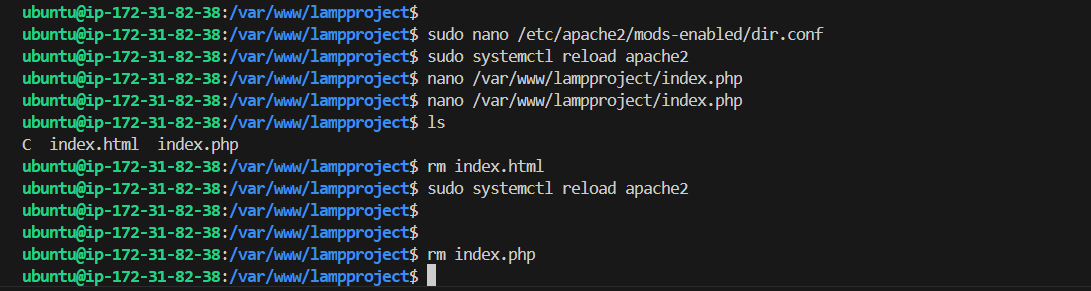 ubuntu@ip-172-31-82-38:/var/www/lampproject$
ubuntu@ip-172-31-82-38:/var/www/lampproject$ sudo nano /etc/apache2/mods-enabled/dir.conf
ubuntu@ip-172-31-82-38:/var/www/lampproject$ sudo systemctl reload apache2
ubuntu@ip-172-31-82-38:/var/www/lampproject$ nano /var/www/lampproject/index.php
ubuntu@ip-172-31-82-38:/var/www/lampproject$ nano /var/www/lampproject/index.php
ubuntu@ip-172-31-82-38:/var/www/lampproject$ ls
C  index.html  index.php
ubuntu@ip-172-31-82-38:/var/www/lampproject$ rm index.html
ubuntu@ip-172-31-82-38:/var/www/lampproject$ sudo systemctl reload apache2
ubuntu@ip-172-31-82-38:/var/www/lampproject$
ubuntu@ip-172-31-82-38:/var/www/lampproject$
ubuntu@ip-172-31-82-38:/var/www/lampproject$ rm index.php
ubuntu@ip-172-31-82-38:/var/www/lampproject$